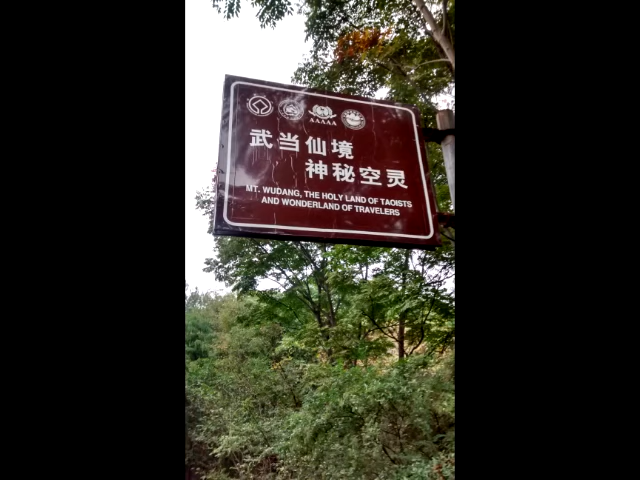 AAAAA
武当仙境
神秘空灵
MT. WUDANG, THE HOLY LAND OF TAOISTS
AND WONDERLAND OF TRAVELERS